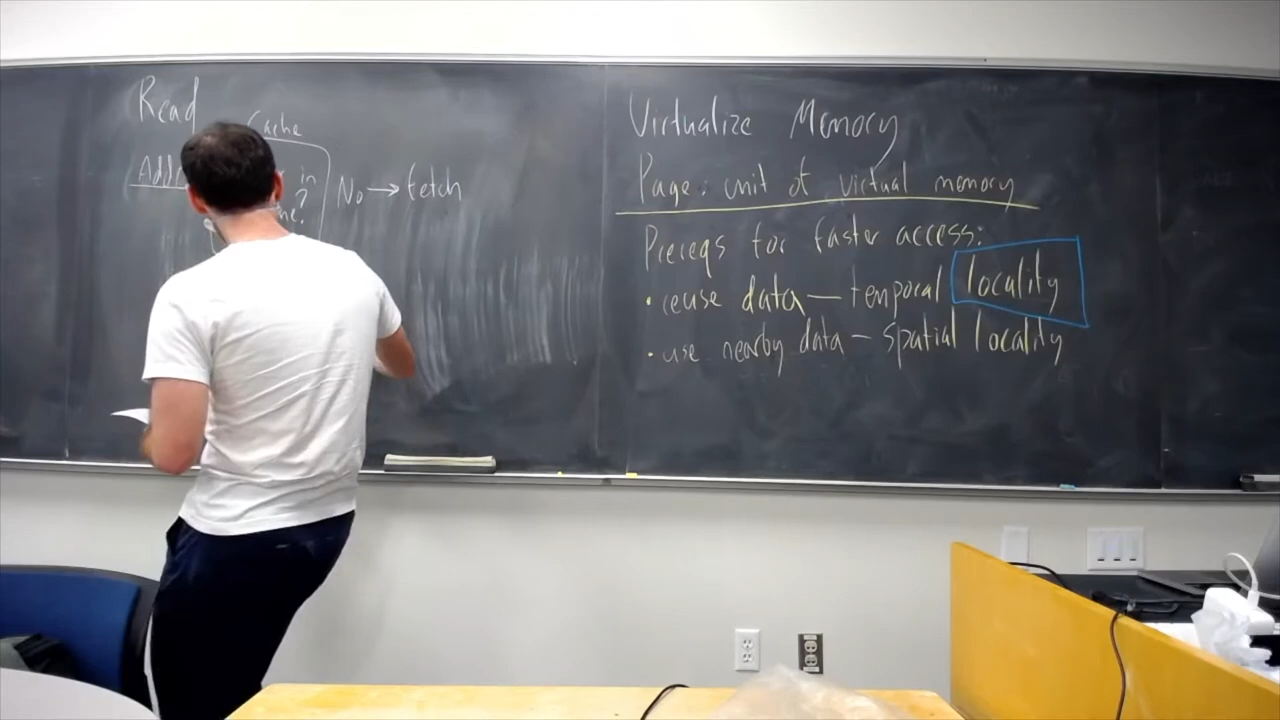 Read
Cache
in
?
No → fetch
Virtualize Memory
Page: unit of virtual memory
Prereqs for faster access:
• reuse data — temporal locality
• use nearby data — spatial locality